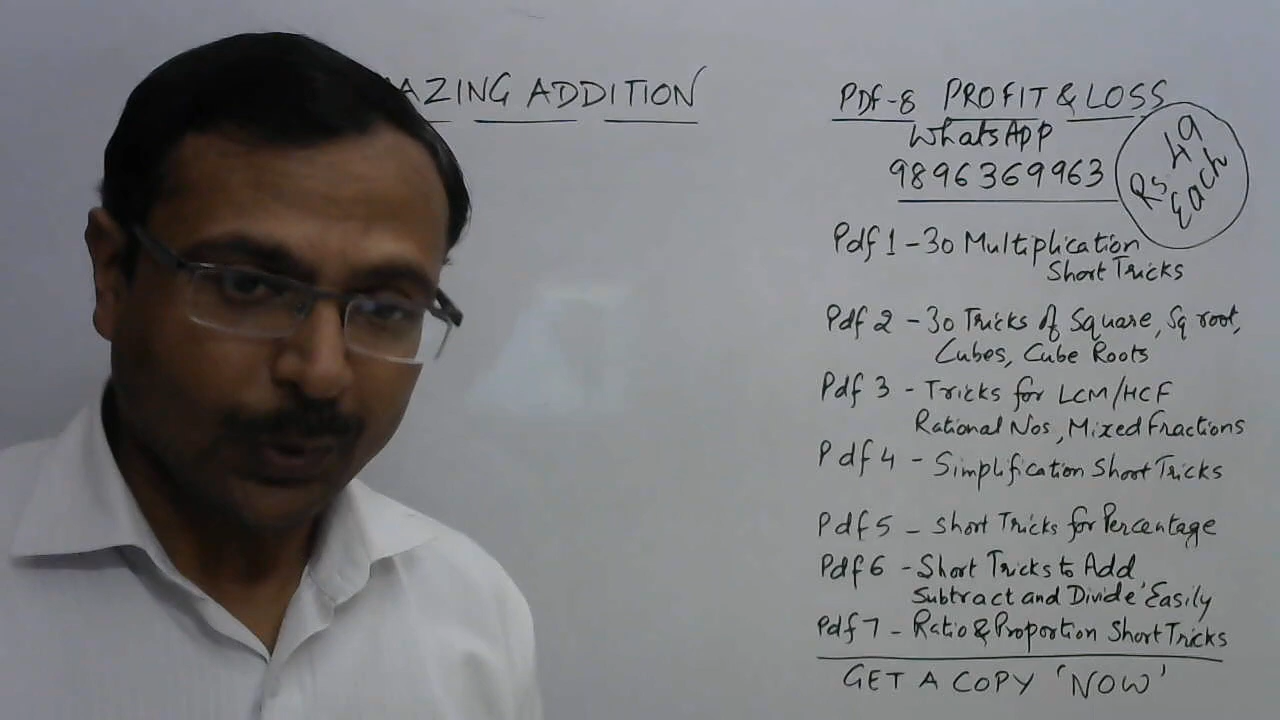 AZING ADDITION
PDF-8 PROFIT & LOSS
WhatsApp
9896369963
Rs 49
Each
Pdf 1 - 30 Multiplication
Short Tricks
Pdf 2 - 30 Tricks of Square, Sq root,
Cubes, Cube Roots
Pdf 3 - Tricks for LCM/HCF
Rational Nos, Mixed Fractions
Pdf 4 - Simplification Short Tricks
Pdf 5 - Short Tricks for Percentage
Pdf 6 - Short Tricks to Add,
Subtract and Divide Easily
Pdf 7 - Ratio & Proportion Short Tricks
GET A COPY 'NOW'